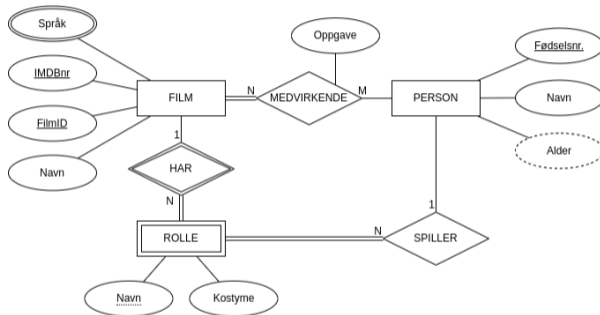 Språk
Oppgave
Fødselsnr.
IMDBnr
FILM
N
MEDVIRKENDE
M
PERSON
Navn
FilmID
Navn
1
Alder
HAR
N
1
ROLLE
N
SPILLER
Navn
Kostyme